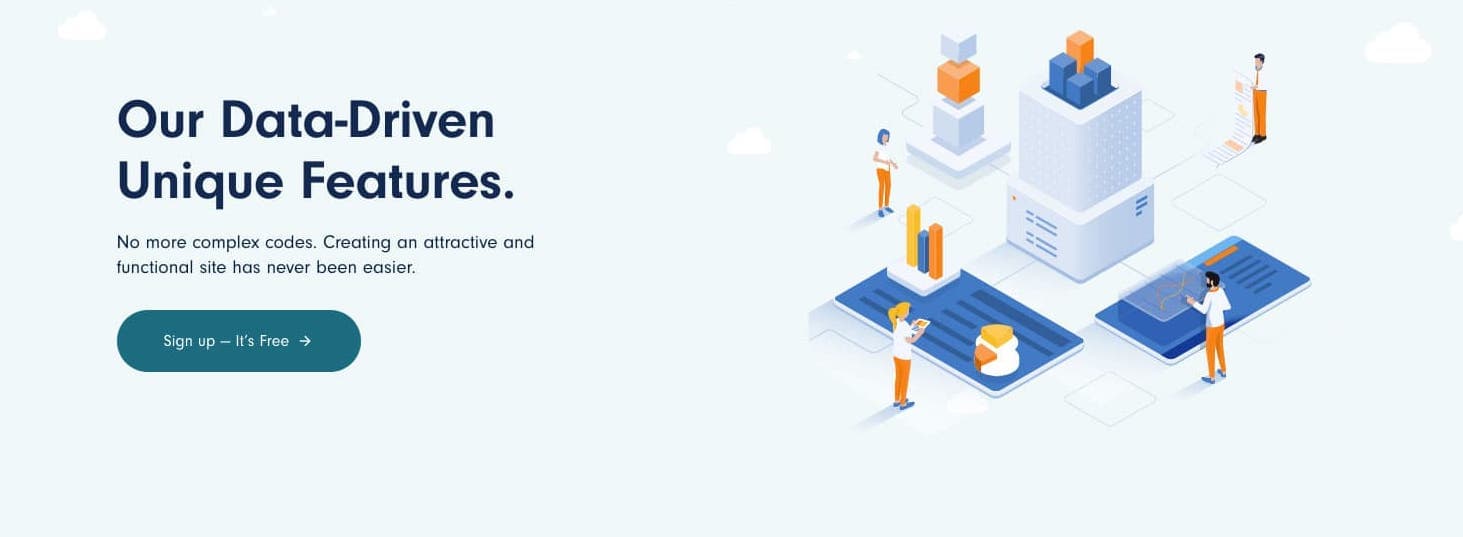 Our Data-Driven
Unique Features.
No more complex codes. Creating an attractive and
functional site has never been easier.
Sign up – It’s Free →